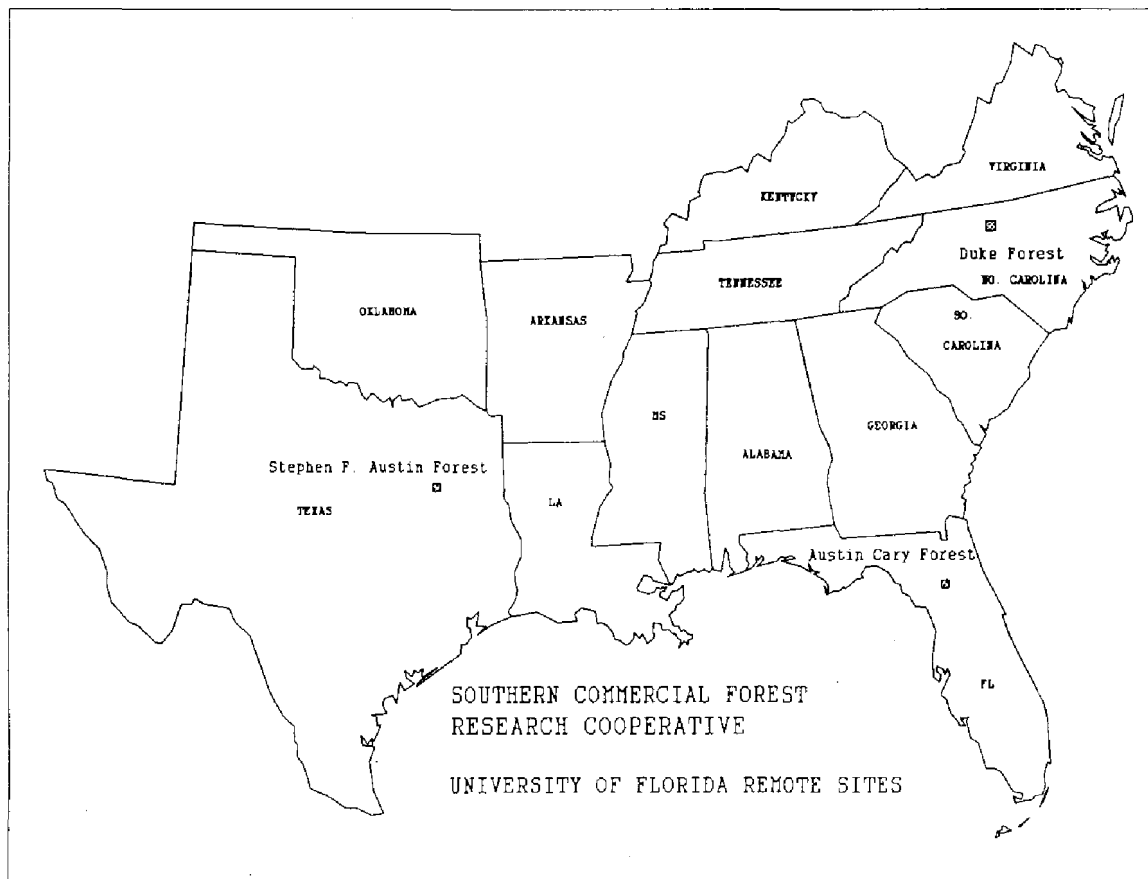 VIRGINIA
KENTUCKY
Duke Forest
NO. CAROLINA
TENNESSEE
OKLAHOMA
ARKANSAS
SO.
CAROLINA
MS
GEORGIA
ALABAMA
Stephen F. Austin Forest
TEXAS
LA
Austin Cary Forest
FL
SOUTHERN COMMERCIAL FOREST
RESEARCH COOPERATIVE
UNIVERSITY OF FLORIDA REMOTE SITES